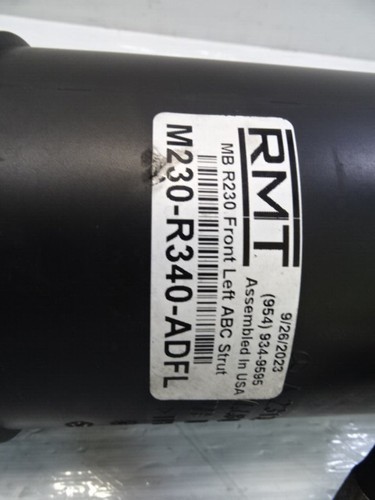 RMT
9/26/2023
(954) 934-9595
Assembled In USA
MB R230 Front Left ABC Strut
M230-R340-ADFL